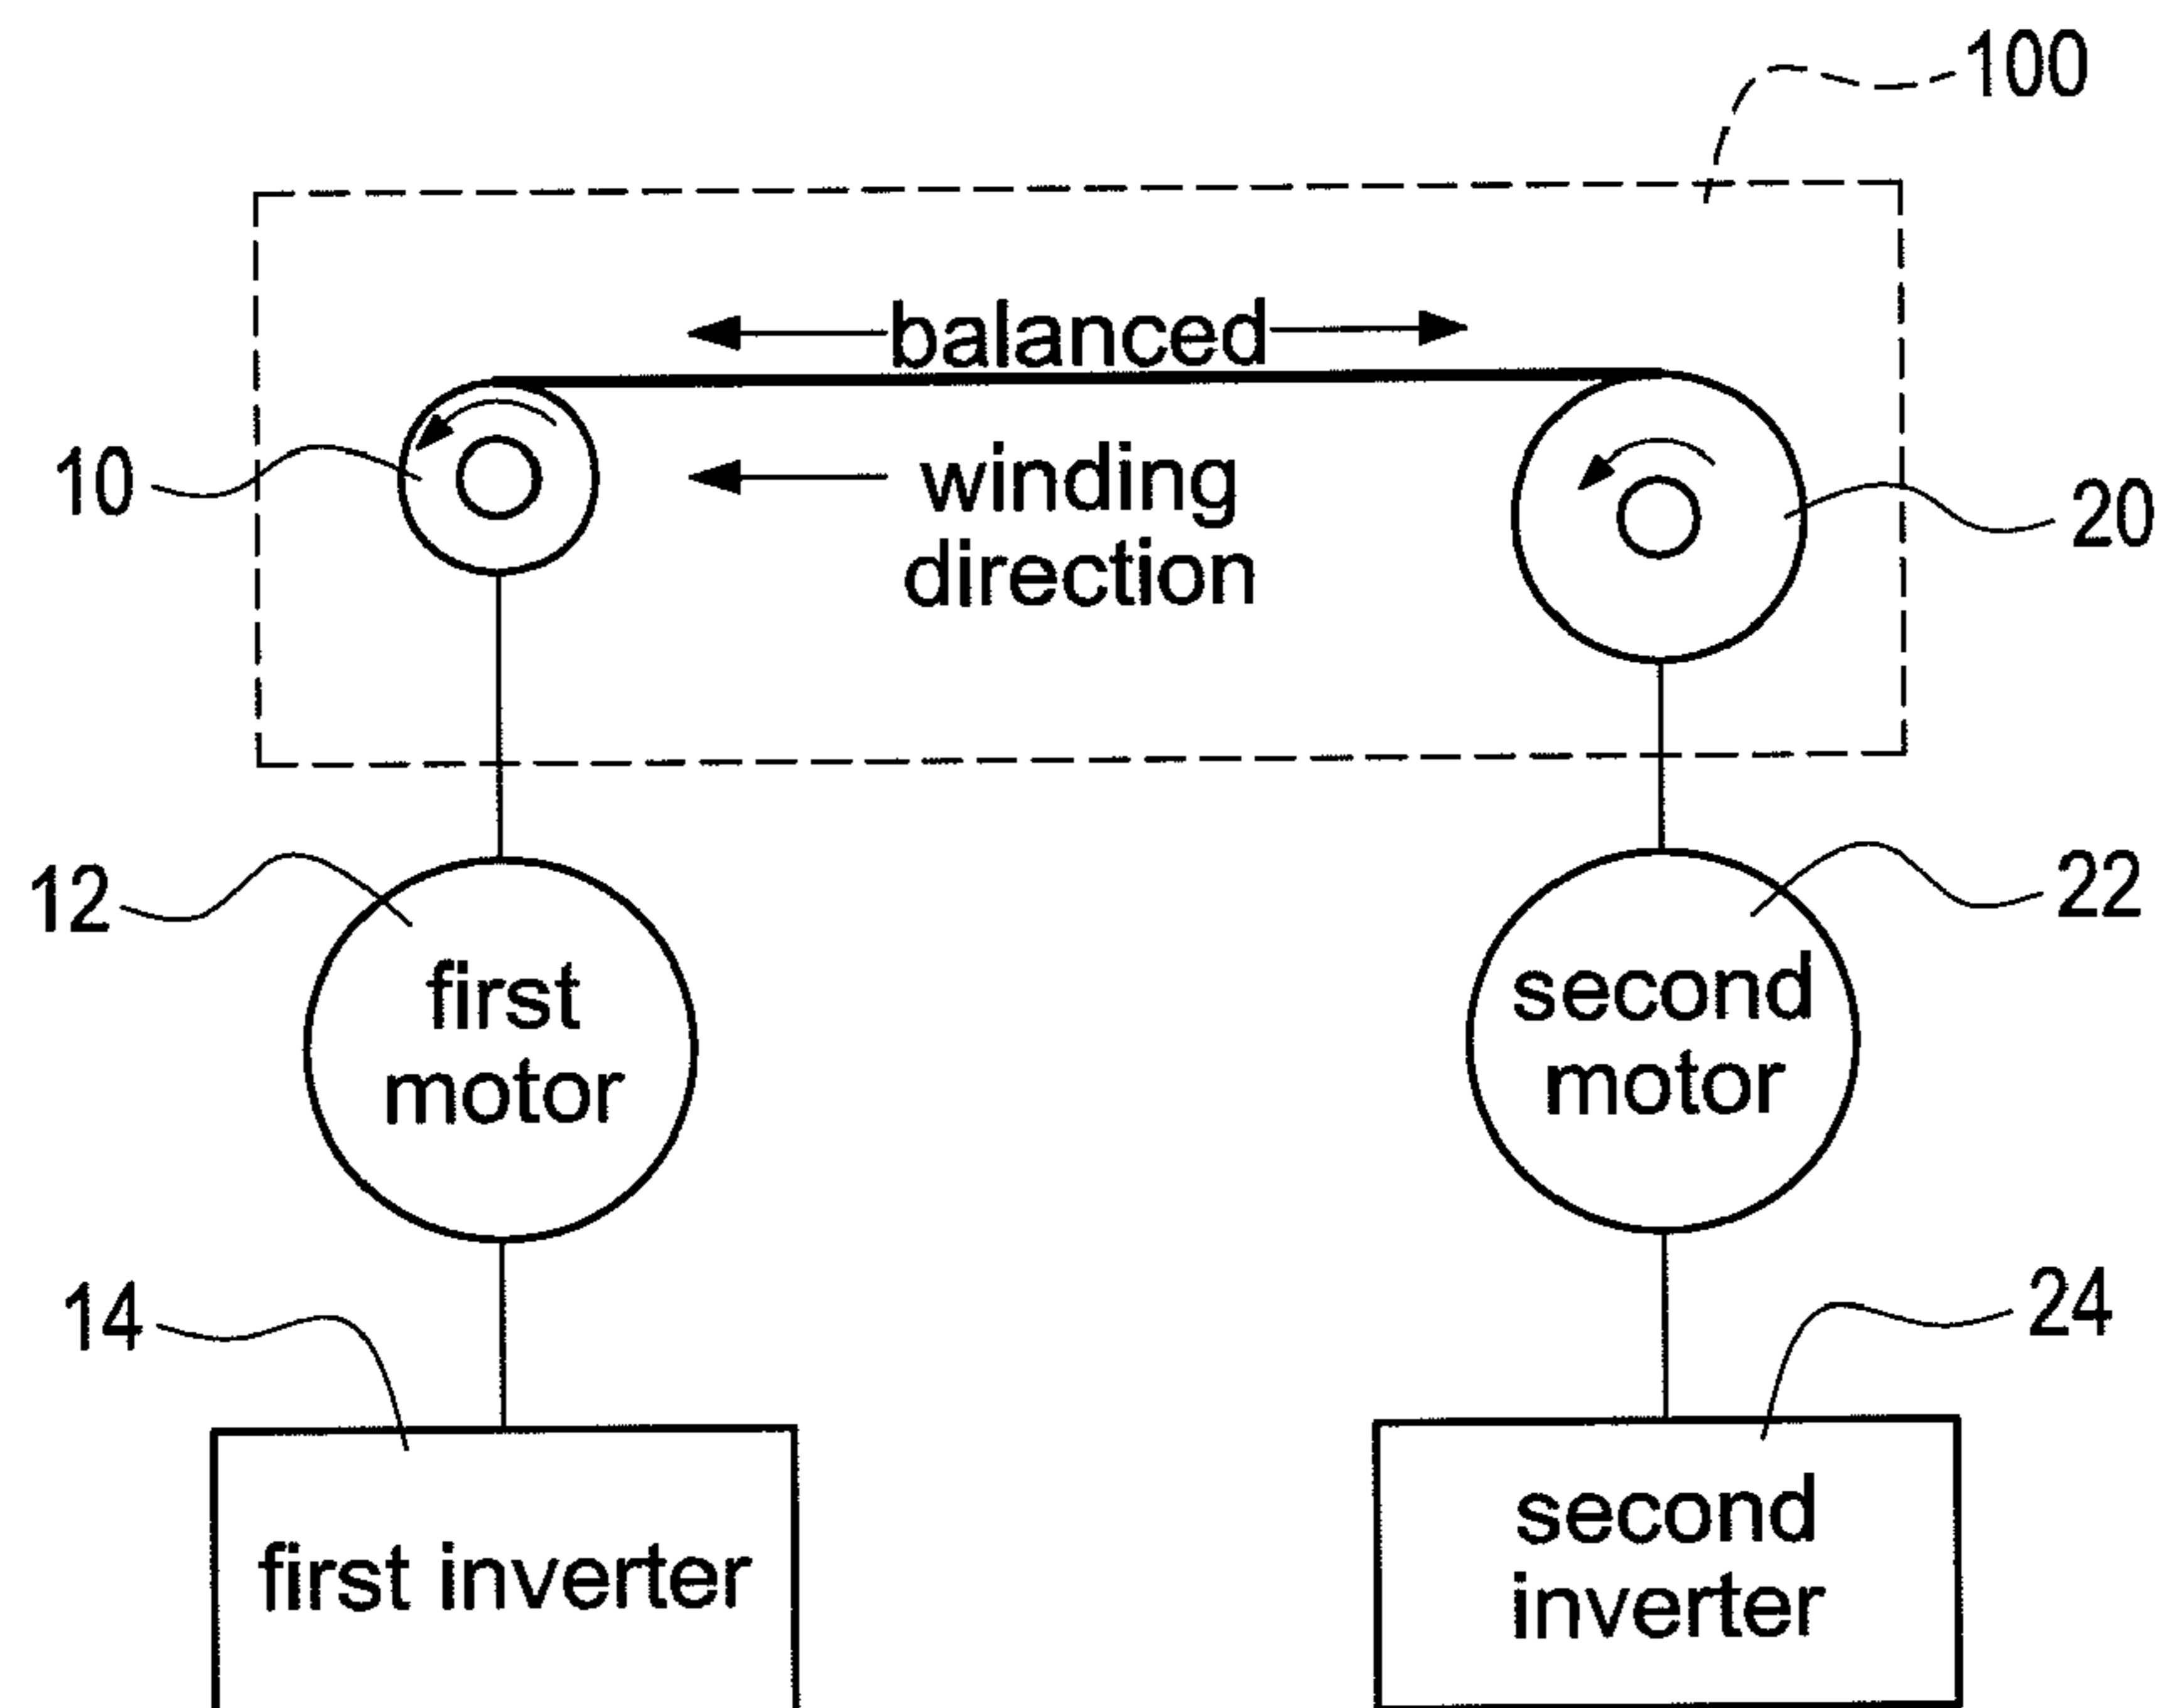 100
balanced
10
winding
direction
20
12
22
first
motor
second
motor
14
24
first inverter
second
inverter